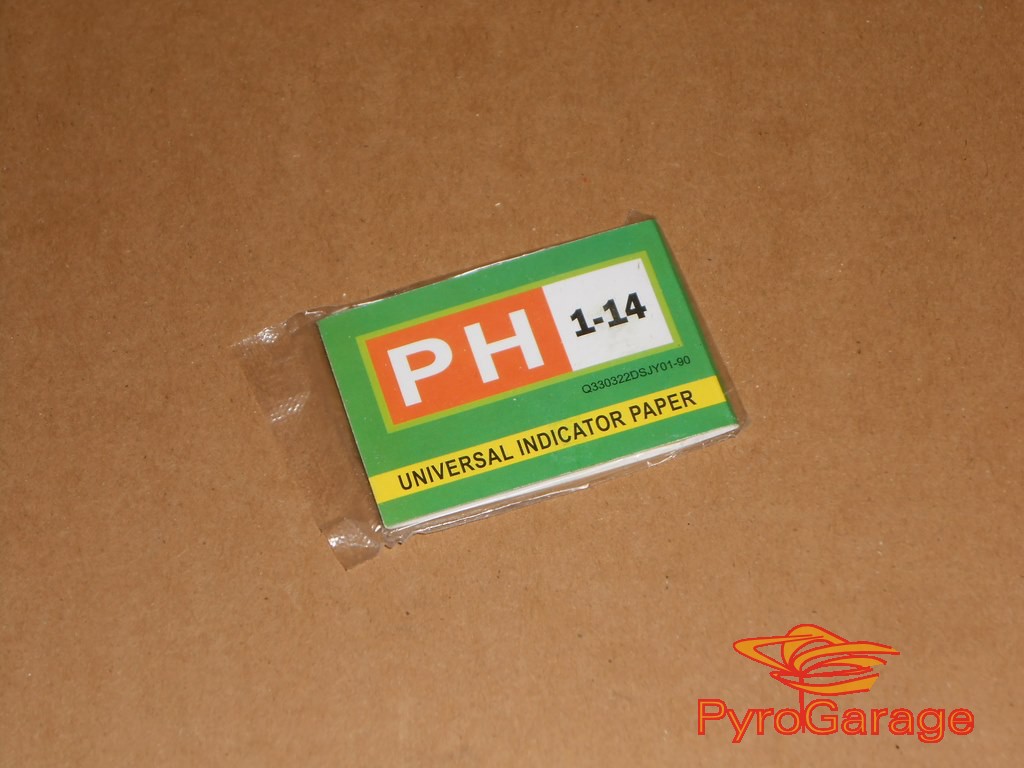 PH 1-14
Q330322DSJY01-90
UNIVERSAL INDICATOR PAPER
PyroGarage